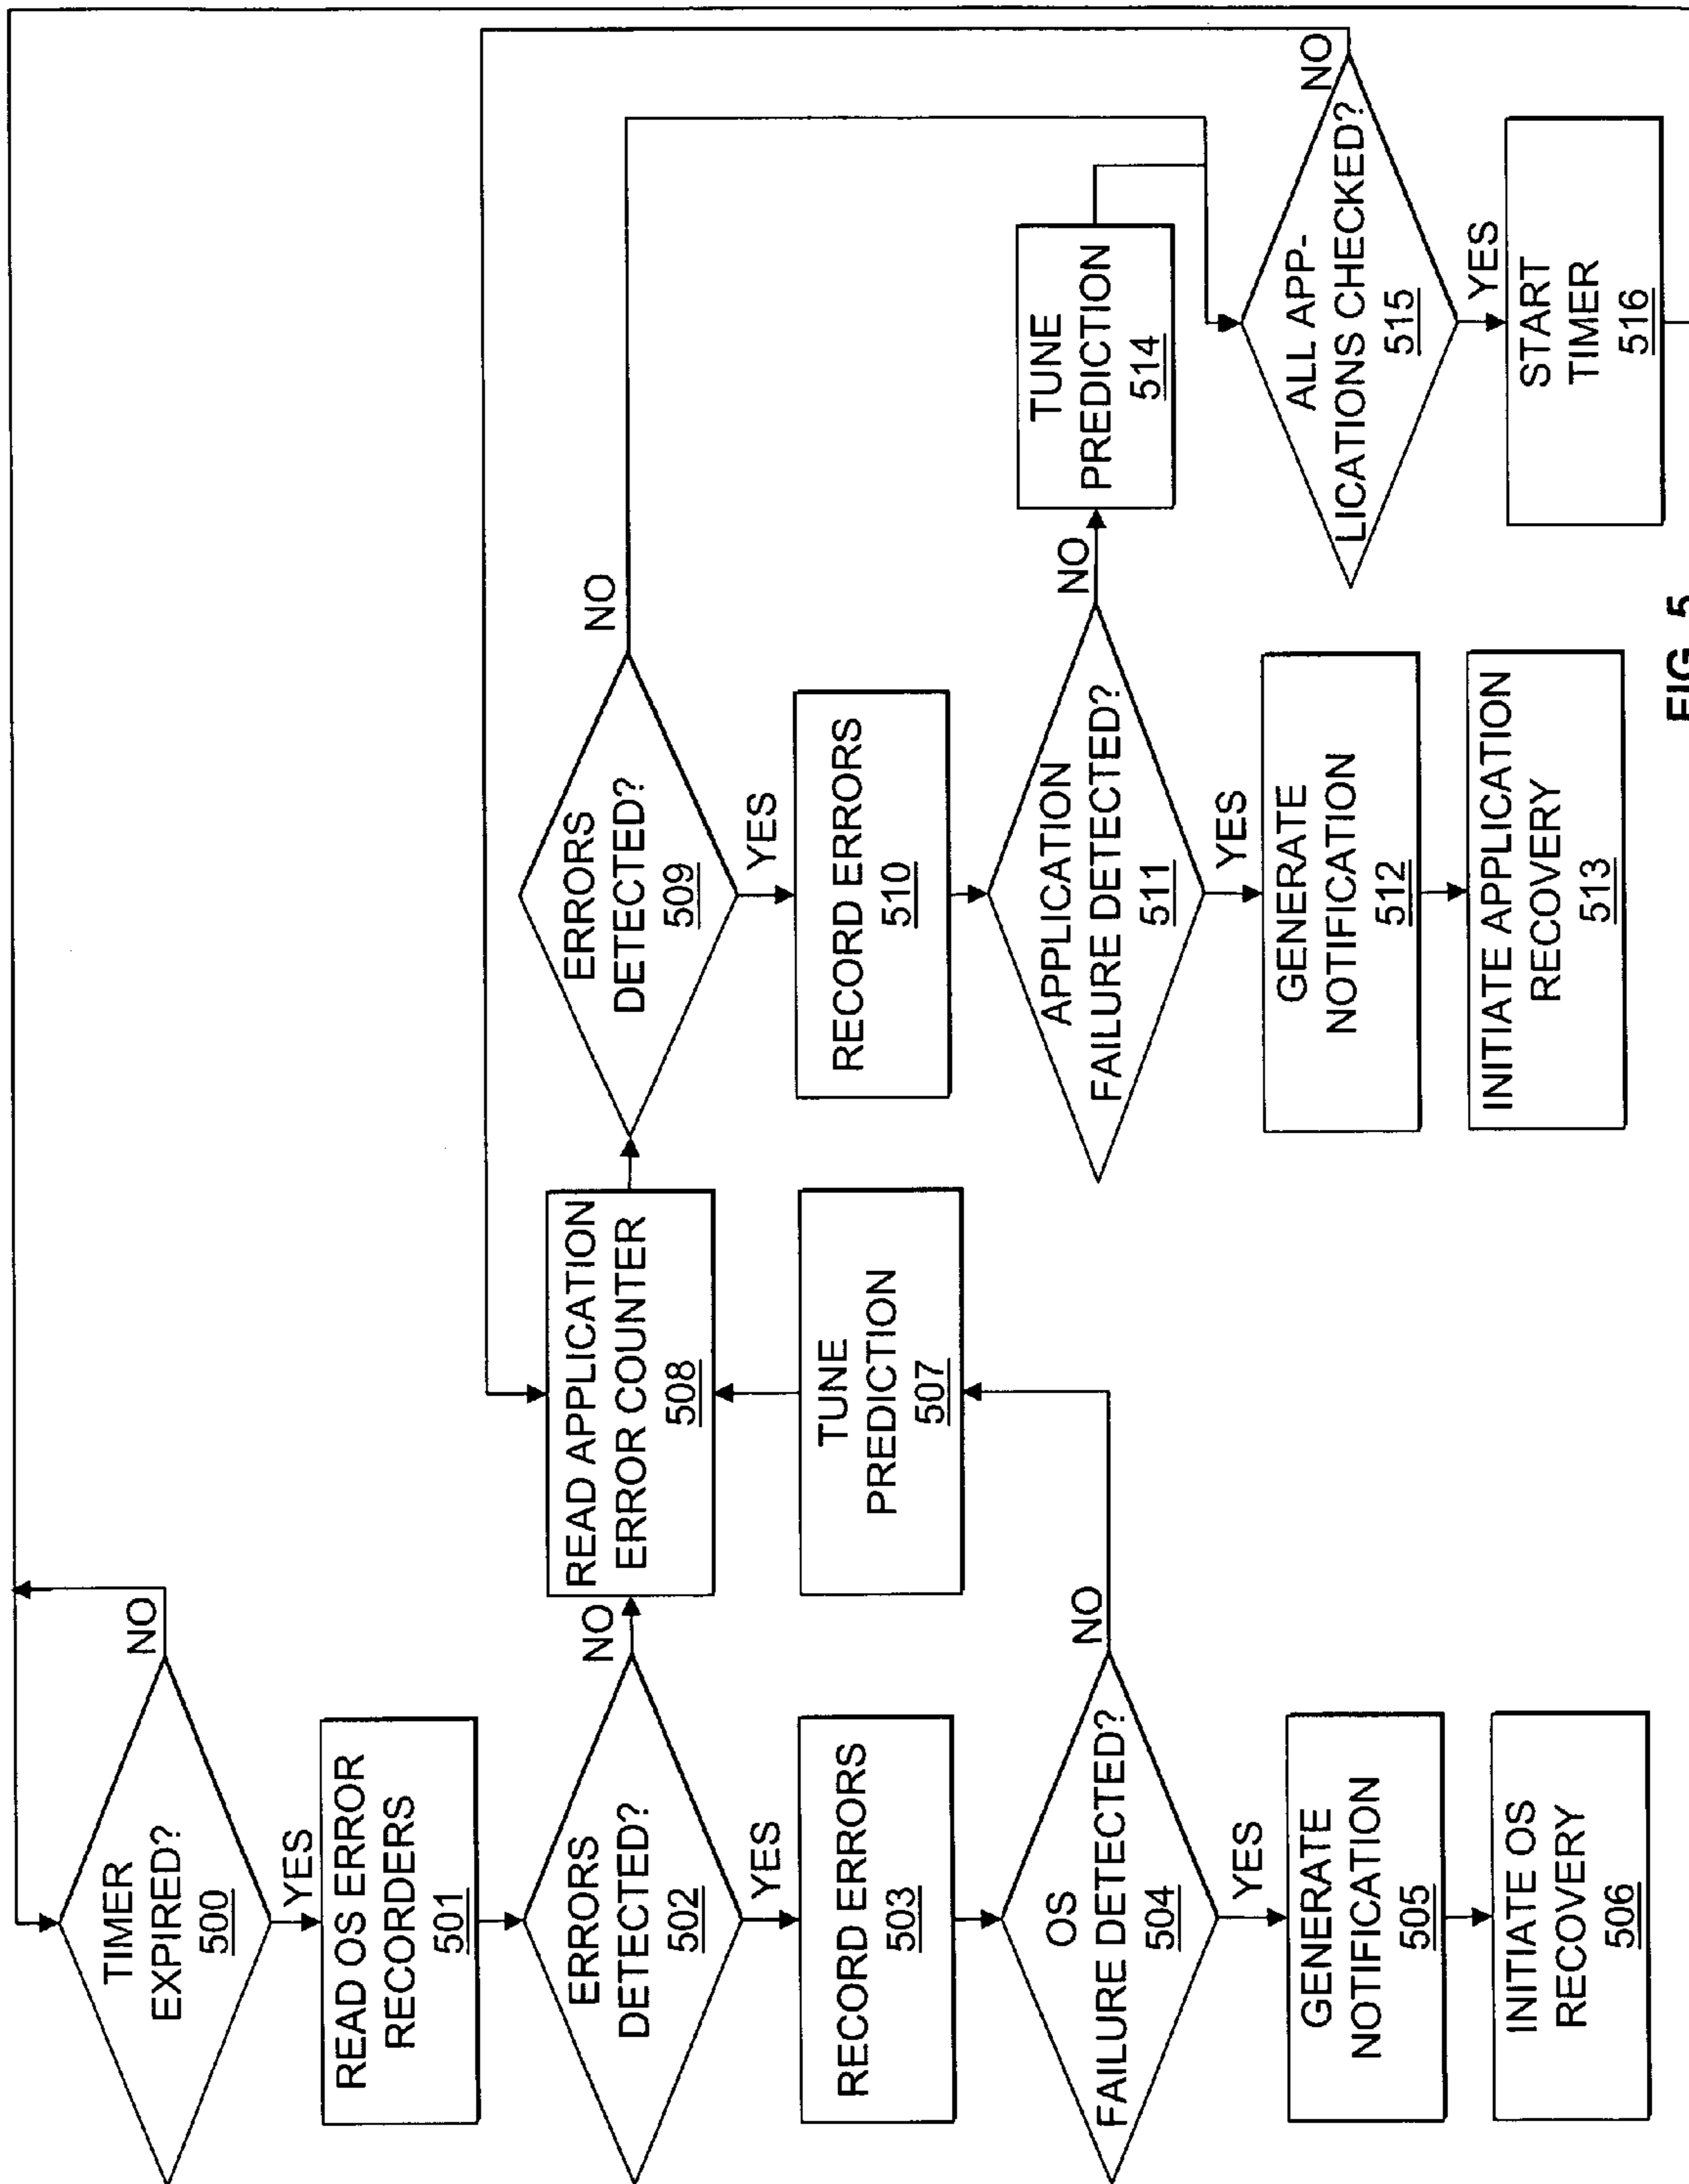 TIMER
EXPIRED?
500
NO
YES
READ OS ERROR
RECORDERS
501
ERRORS
DETECTED?
502
NO
YES
RECORD ERRORS
503
OS
FAILURE DETECTED?
504
NO
YES
GENERATE
NOTIFICATION
505
INITIATE OS
RECOVERY
506
READ APPLICATION
ERROR COUNTER
508
TUNE
PREDICTION
507
ERRORS
DETECTED?
509
NO
YES
RECORD ERRORS
510
APPLICATION
FAILURE DETECTED?
511
NO
YES
GENERATE
NOTIFICATION
512
INITIATE APPLICATION
RECOVERY
513
TUNE
PREDICTION
514
ALL APP-
LICATIONS CHECKED?
515
NO
YES
START
TIMER
516
FIG. 5